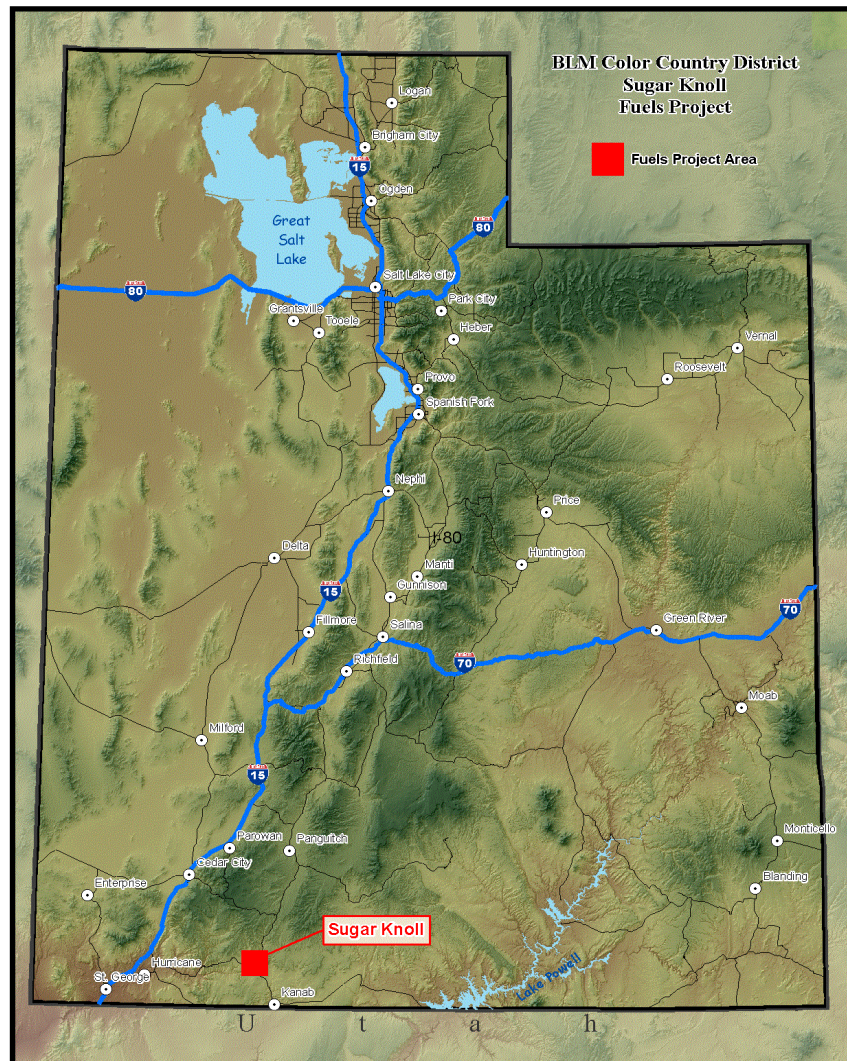 BLM Color Country District
Sugar Knoll
Fuels Project
Fuels Project Area
Logan
Brigham City
15
Ogden
80
Great
Salt
Lake
Salt Lake City
80
Park City
Grantsville
Tooele
Heber
Vernal
Roosevelt
Provo
Spanish Fork
Nephi
Price
I-80
Delta
Huntington
Manti
15
Gunnison
70
Fillmore
Salina
Green River
70
Richfield
Moab
Milford
15
Parowan
Panguitch
Monticello
Cedar City
Enterprise
Blanding
Sugar Knoll
Hurricane
St. George
Lake Powell
Kanab
U t a h